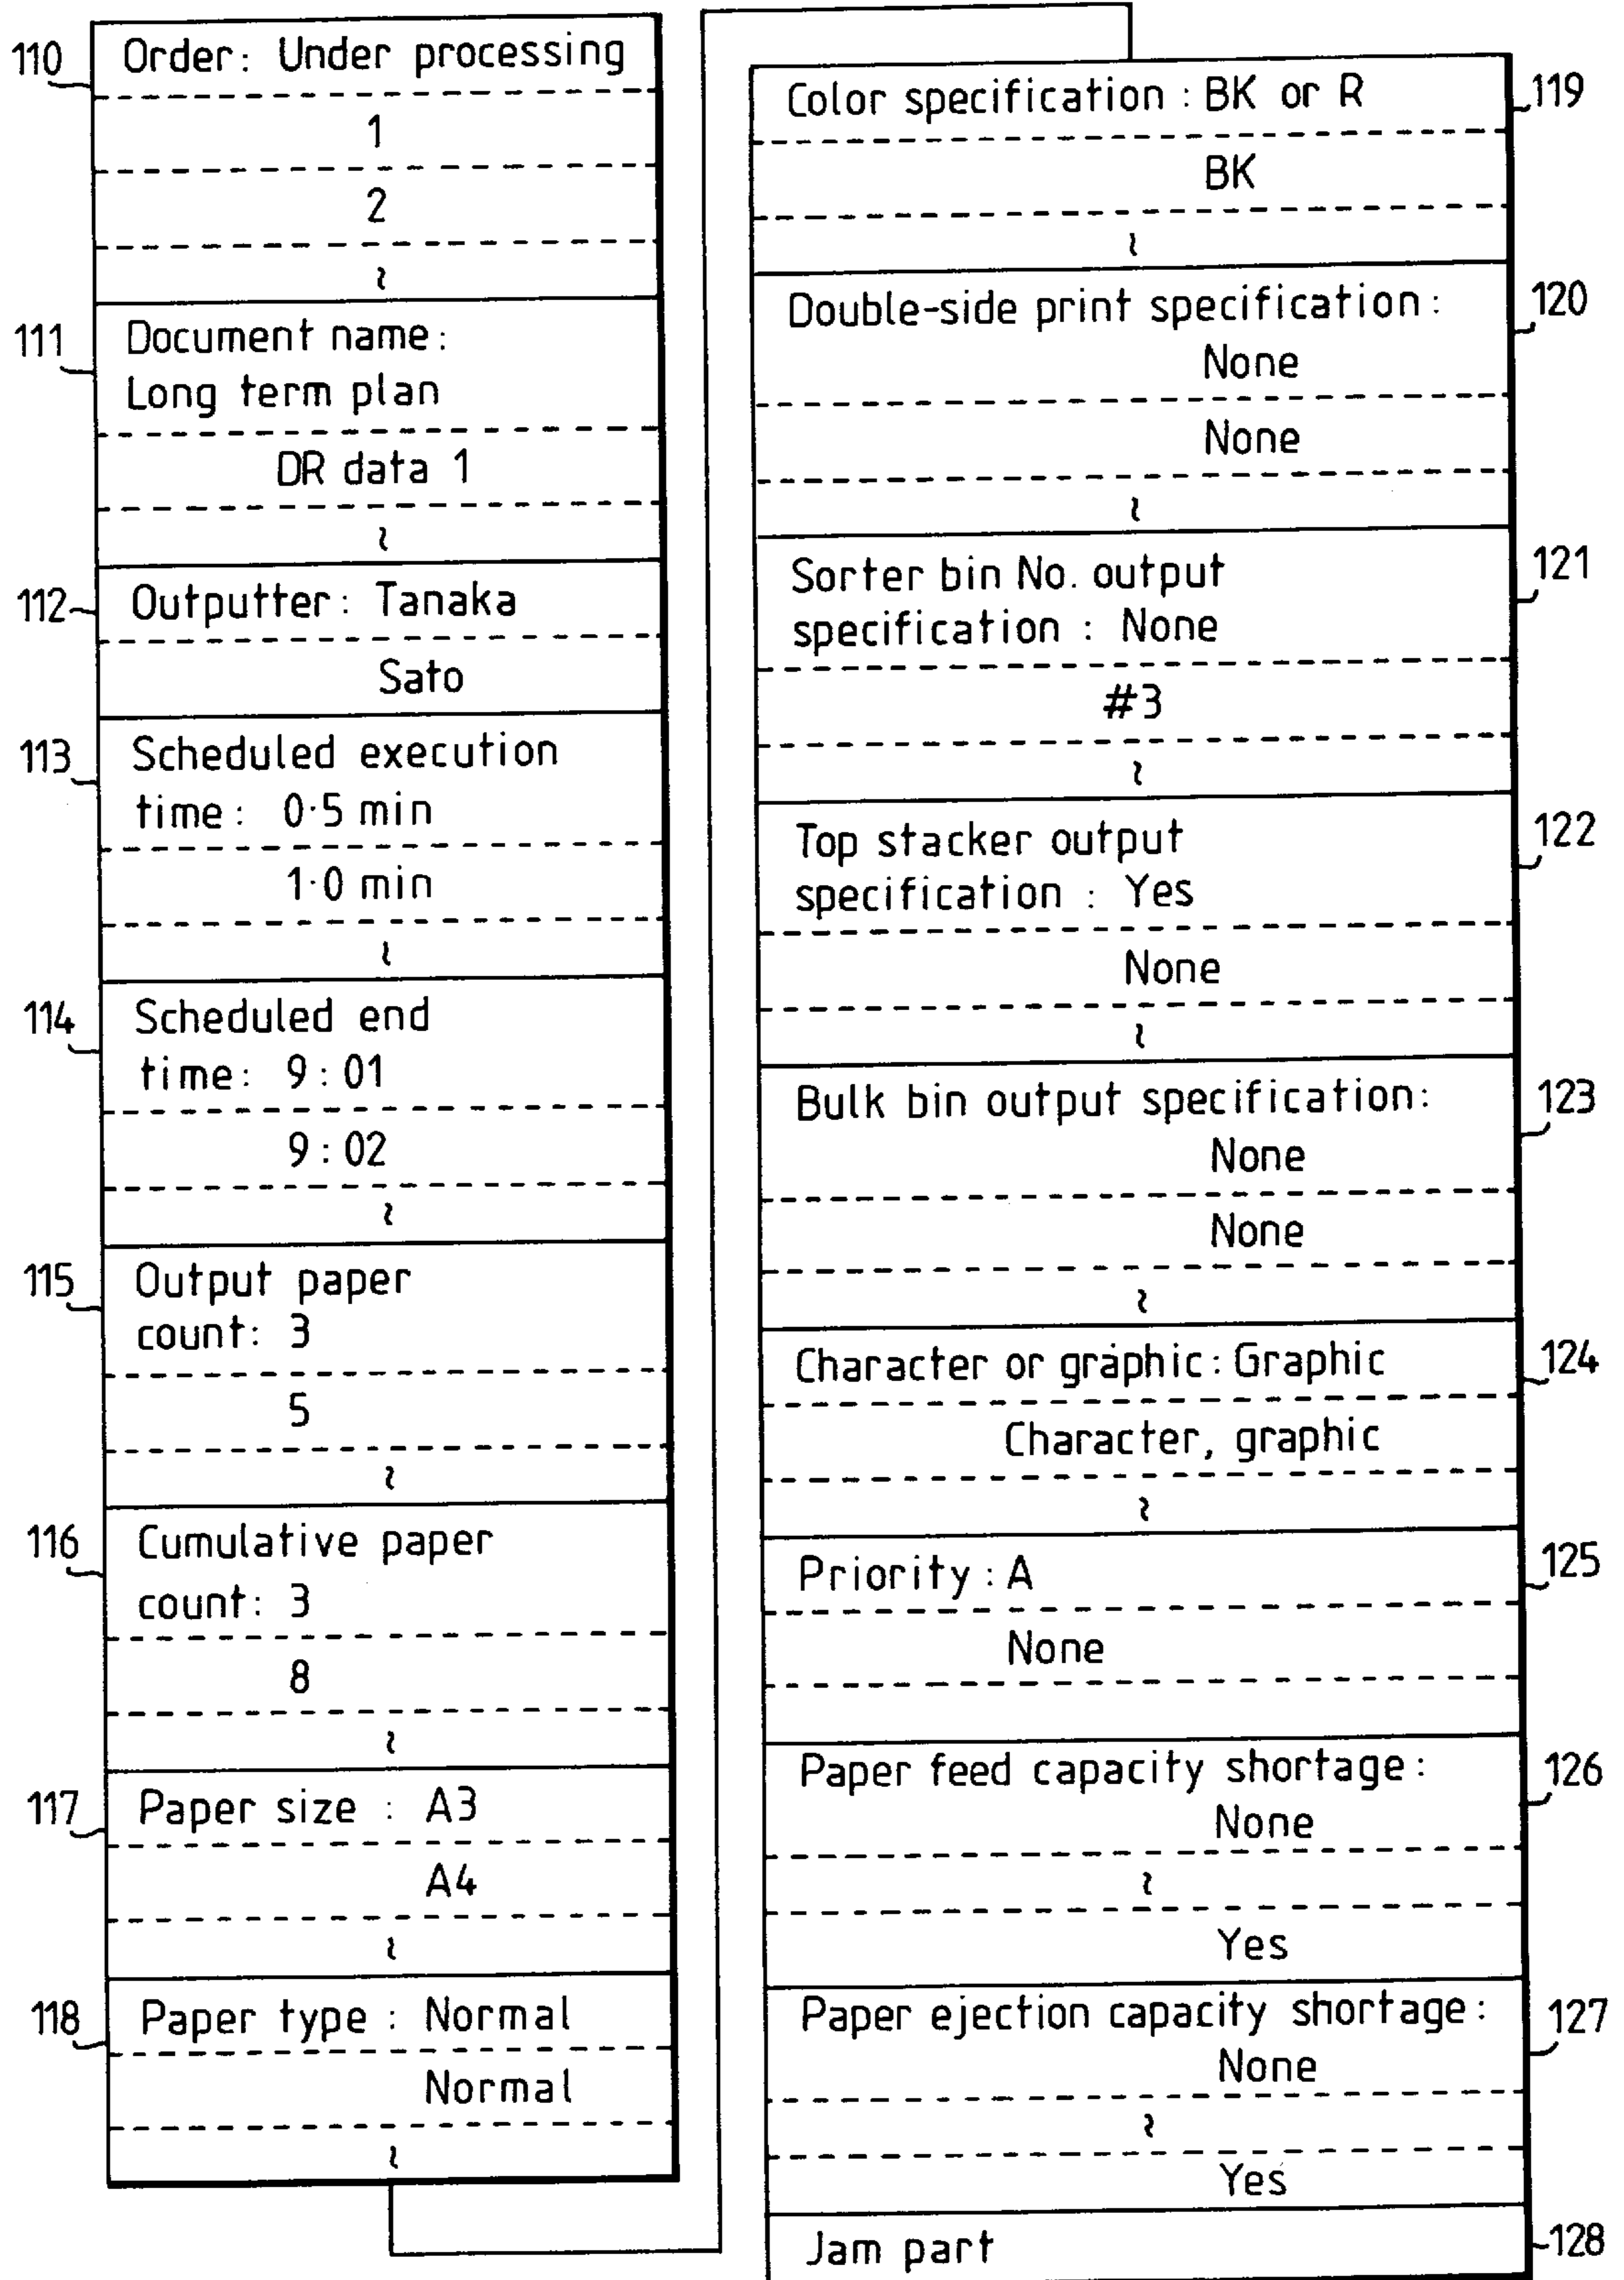 110
Order: Under processing
1
2
111
Document name:
Long term plan
DR data 1
112
Outputter: Tanaka
Sato
113
Scheduled execution
time: 0·5 min
1·0 min
114
Scheduled end
time: 9:01
9:02
115
Output paper
count: 3
5
116
Cumulative paper
count: 3
8
117
Paper size : A3
A4
118
Paper type : Normal
Normal
Color specification : BK or R
119
BK
Double-side print specification :
120
None
None
Sorter bin No. output
121
specification : None
#3
Top stacker output
122
specification : Yes
None
Bulk bin output specification:
123
None
None
Character or graphic : Graphic
124
Character, graphic
Priority : A
125
None
Paper feed capacity shortage :
126
None
Yes
Paper ejection capacity shortage :
127
None
Yes
Jam part
128